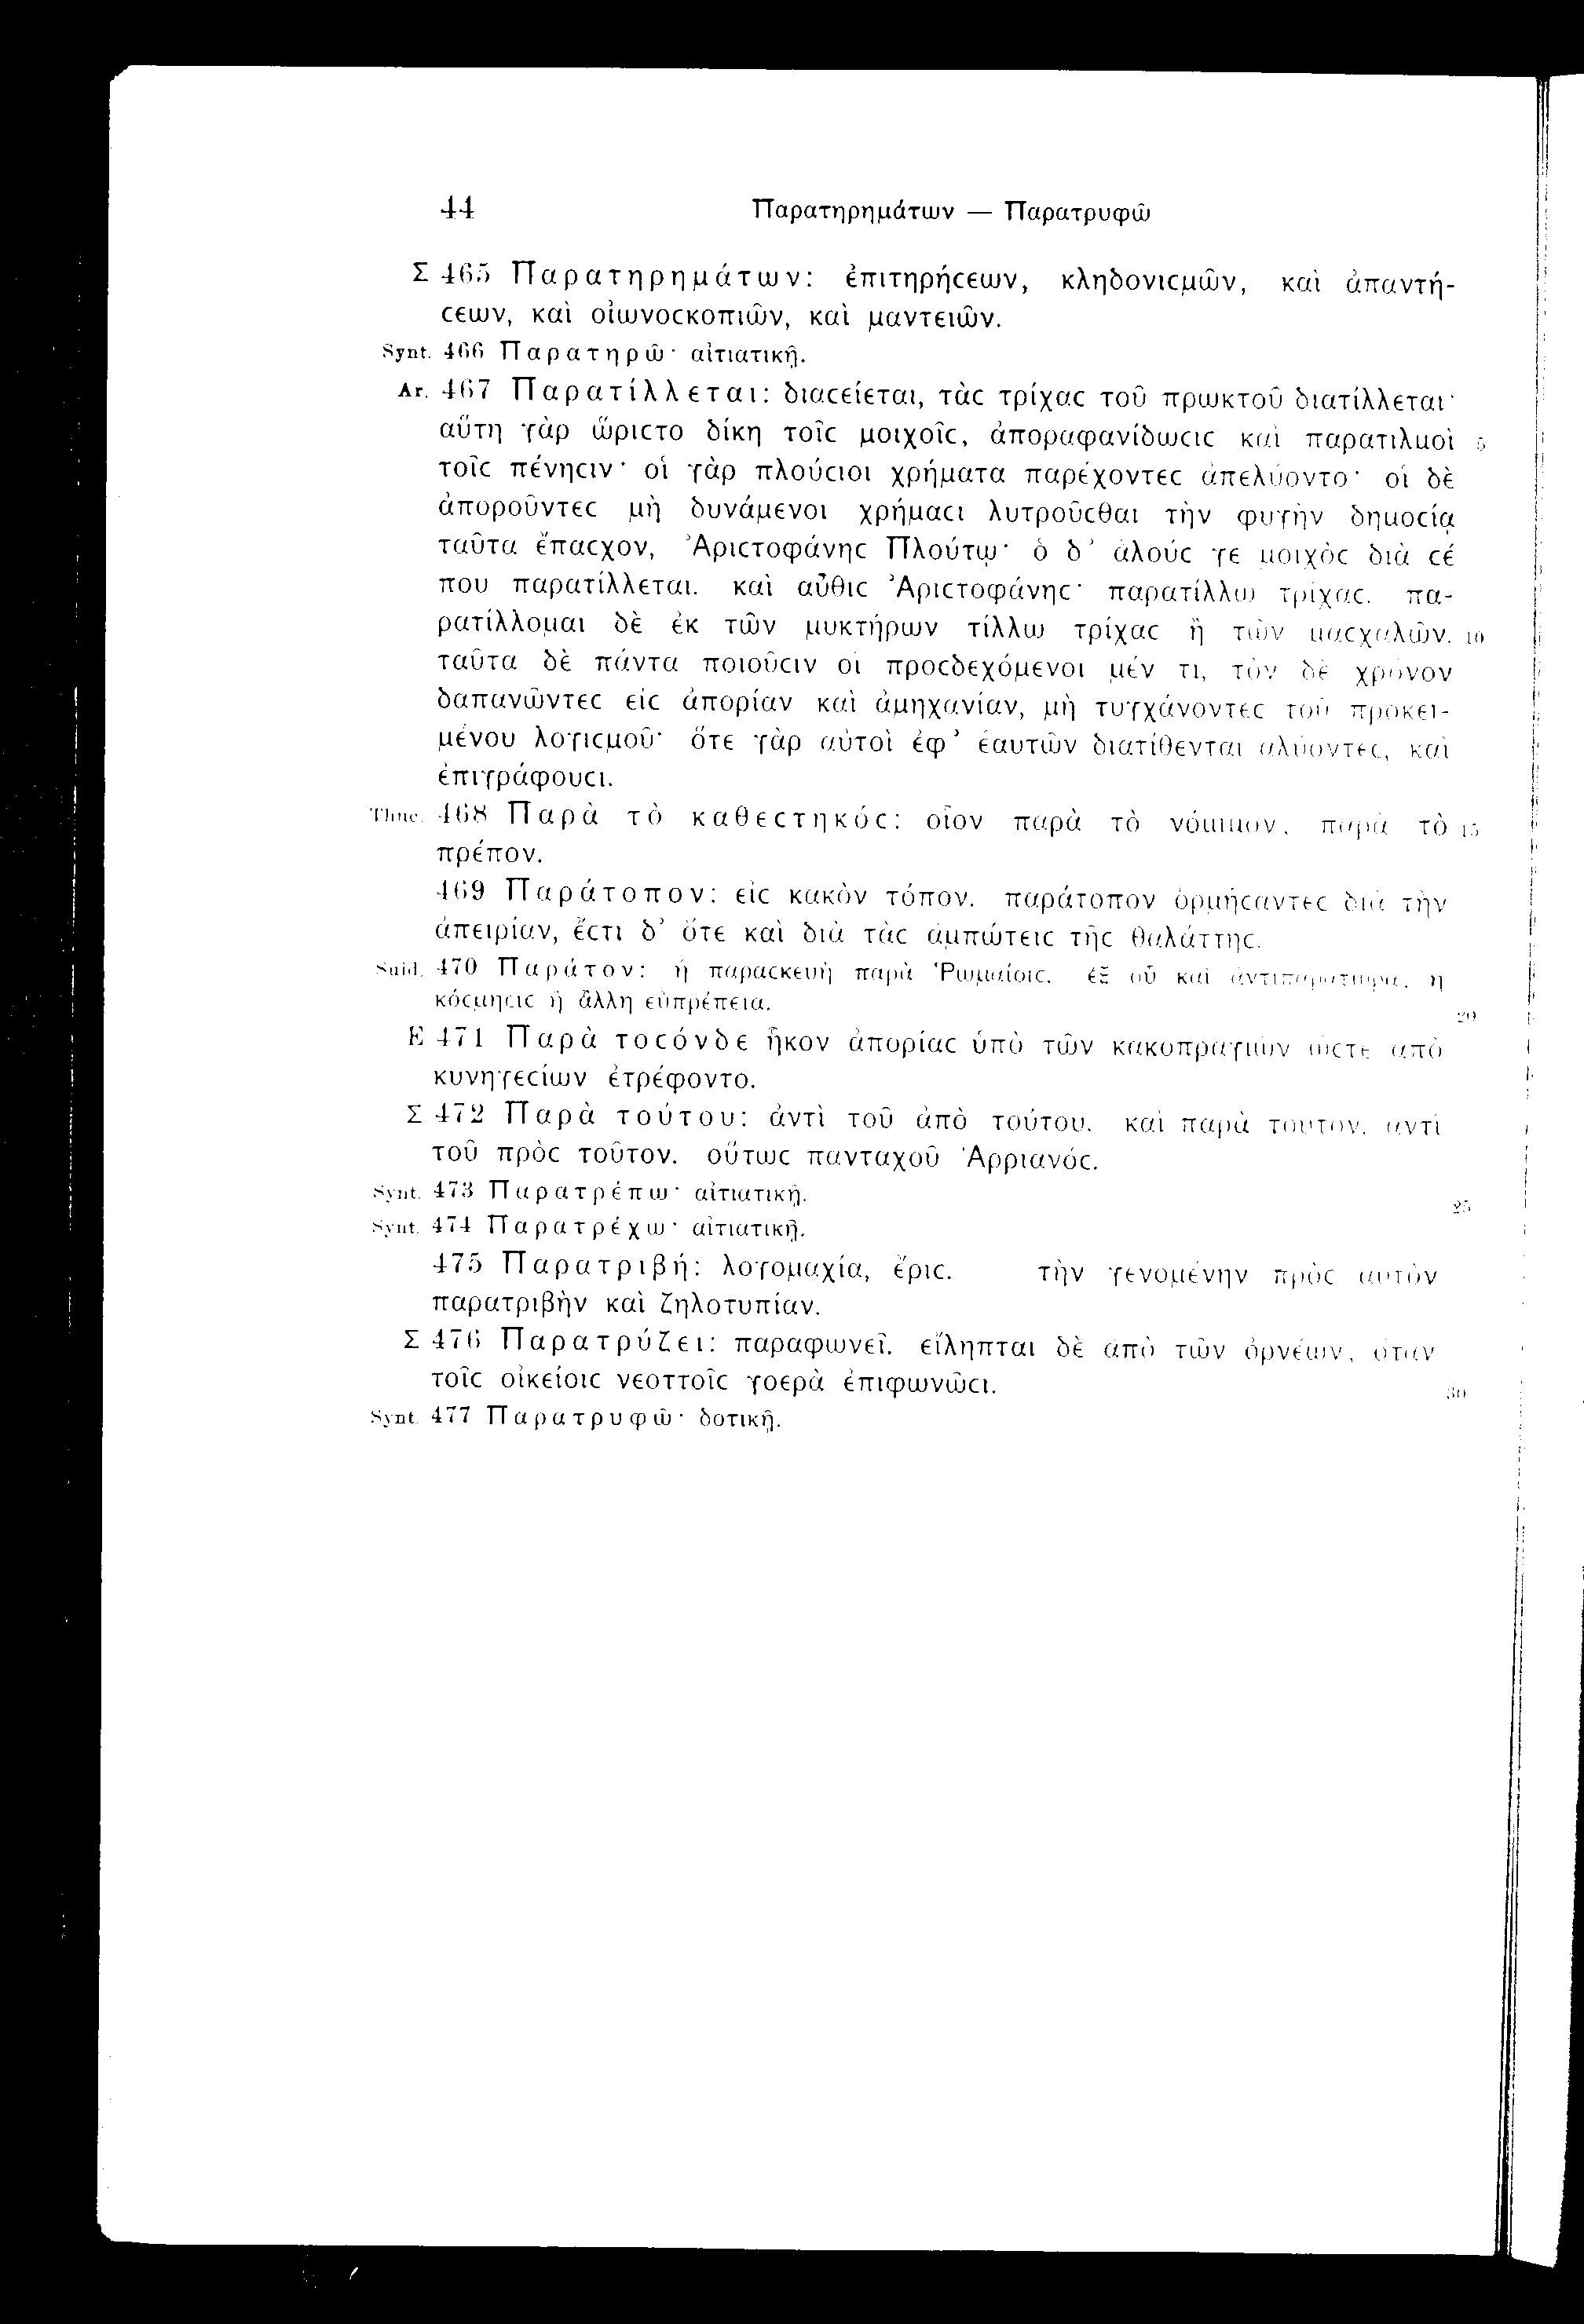 44 Παρατηρημάτων — Παρατρυφῶ
Σ 465 Παρατηρημάτων: ἐπιτηρήϲεων, κληδονιϲμῶν, καὶ ἀπαντή-
ϲεων, καὶ οἰωνοϲκοπιῶν, καὶ μαντειῶν.
Synt. 466 Παρατηρῶ· αἰτιατικῇ.
Ar. 467 Παρατίλλεται: διαϲείεται, τὰϲ τρίχαϲ τοῦ πρωκτοῦ διατίλλεται·
αὕτη γὰρ ὥριϲτο δίκη τοῖϲ μοιχοῖϲ, ἀποραφανίδωϲιϲ καὶ παρατιλμοὶ 5
τοῖϲ πένηϲιν· οἱ γὰρ πλούϲιοι χρήματα παρέχοντεϲ ἀπελύοντο· οἱ δὲ
ἀποροῦντεϲ μὴ δυνάμενοι χρήμαϲι λυτροῦϲθαι τὴν φυγὴν δημοϲίᾳ
ταῦτα ἔπαϲχον, Ἀριϲτοφάνηϲ Πλούτῳ· ὁ δ’ ἁλούϲ γε μοιχὸϲ διὰ ϲέ
που παρατίλλεται. καὶ αὖθιϲ Ἀριϲτοφάνηϲ· παρατίλλω τρίχαϲ. πα-
ρατίλλομαι δὲ ἐκ τῶν μυκτήρων τίλλω τρίχαϲ ἢ τῶν μαϲχαλῶν. 10
ταῦτα δὲ πάντα ποιοῦϲιν οἱ προϲδεχόμενοι μέν τι, τὸν δὲ χρόνον
δαπανῶντεϲ εἰϲ ἀπορίαν καὶ ἀμηχανίαν, μὴ τυγχάνοντεϲ τοῦ προκει-
μένου λογιϲμοῦ· ὅτε γὰρ αὐτοὶ ἐφ’ ἑαυτῶν διατίθενται ἀλύοντεϲ, καὶ
ἐπιγράφουϲι.
Thuc. 468 Παρὰ τὸ καθεϲτηκόϲ: οἷον παρὰ τὸ νόμιμον, παρὰ τὸ 15
πρέπον.
469 Παράτοπον: εἰϲ κακὸν τόπον. παράτοπον ὁρμήϲαντεϲ διὰ τὴν
ἀπειρίαν, ἔϲτι δ’ ὅτε καὶ διὰ τὰϲ ἀμπώτειϲ τῆϲ θαλάττηϲ.
Suid. 470 Παράτον: ἡ παραϲκευὴ παρὰ Ῥωμαίοιϲ. ἐξ οὗ καὶ ἡ
κόϲμηϲιϲ ἢ ἄλλη εὐπρέπεια. 20
E 471 Παρὰ τοϲόνδε ἧκον ἀπορίαϲ ὑπὸ τῶν κακοπραγιῶν ὥϲτε ἀπὸ
κυνηγεϲίων ἐτρέφοντο.
Σ 472 Παρὰ τούτου: ἀντὶ τοῦ ἀπὸ τούτου. καὶ παρὰ τοῦτον, ἀντὶ
τοῦ πρὸϲ τοῦτον. οὕτωϲ πανταχοῦ Ἀρριανόϲ.
Synt. 473 Παρατρέπω· αἰτιατικῇ. 25
Synt. 474 Παρατρέχω· αἰτιατικῇ.
475 Παρατριβή: λογομαχία, ἔριϲ. τὴν γενομένην πρὸϲ αὐτὸν
παρατριβὴν καὶ ζηλοτυπίαν.
Σ 476 Παρατρύζει: παραφωνεῖ. εἴληπται δὲ ἀπὸ τῶν ὀρνέων, ὅταν
τοῖϲ οἰκείοιϲ νεοττοῖϲ γοερὰ ἐπιφωνῶϲι. 30
Synt. 477 Παρατρυφῶ· δοτικῇ.